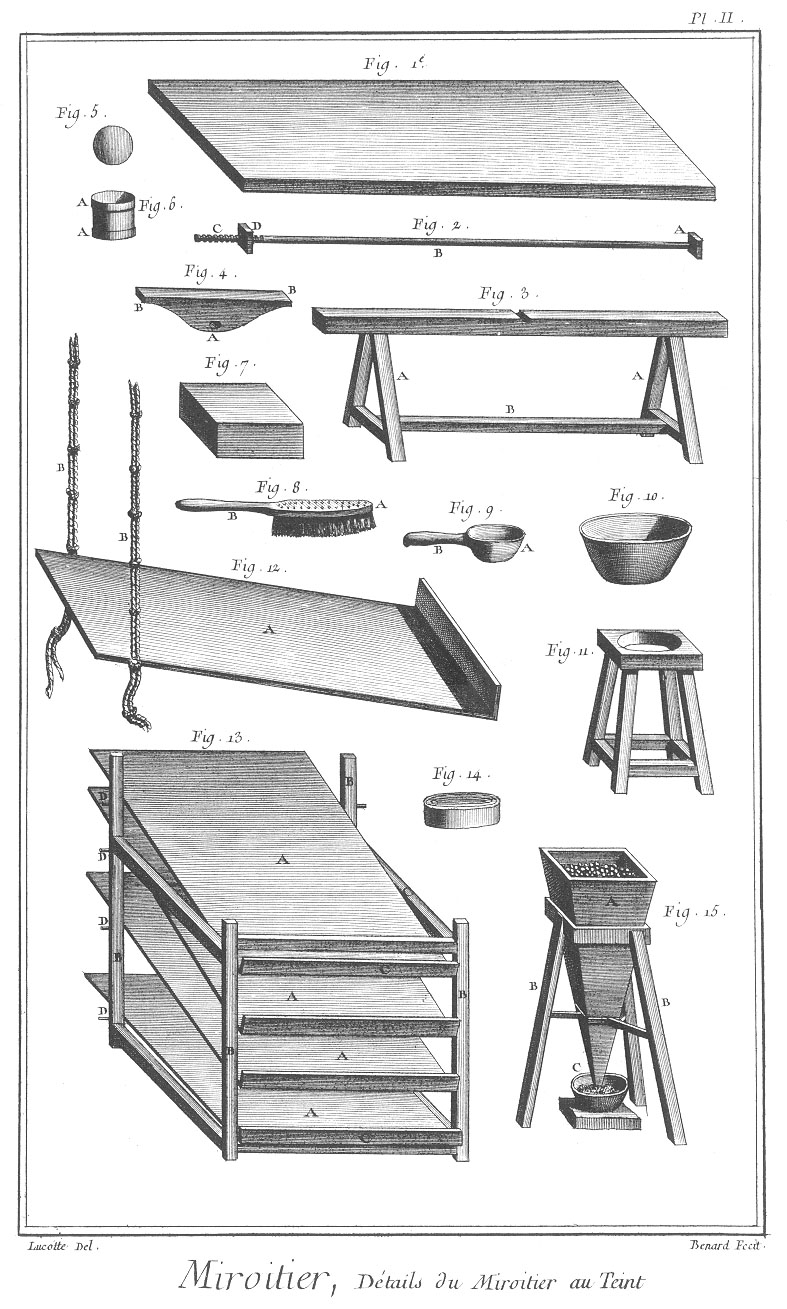 Pl . II .
Fig . 1.e
Fig . 5 .
A
A
Fig . 6 .
C
D
Fig . 2 .
A
B
Fig . 4 .
B
B
A
Fig . 3 .
A
A
B
Fig . 7 .
B
B
Fig . 8 .
A
B
Fig . 9 .
B
A
Fig . 10 .
Fig . 12 .
A
Fig . 11 .
Fig . 13 .
D
D
D
D
B
B
B
B
A
A
A
A
C
C
C
Fig . 14 .
Fig . 15 .
A
B
B
C
Lucotte Del .
Benard Fecit .
Miroitier, Détails du Miroitier au Teint